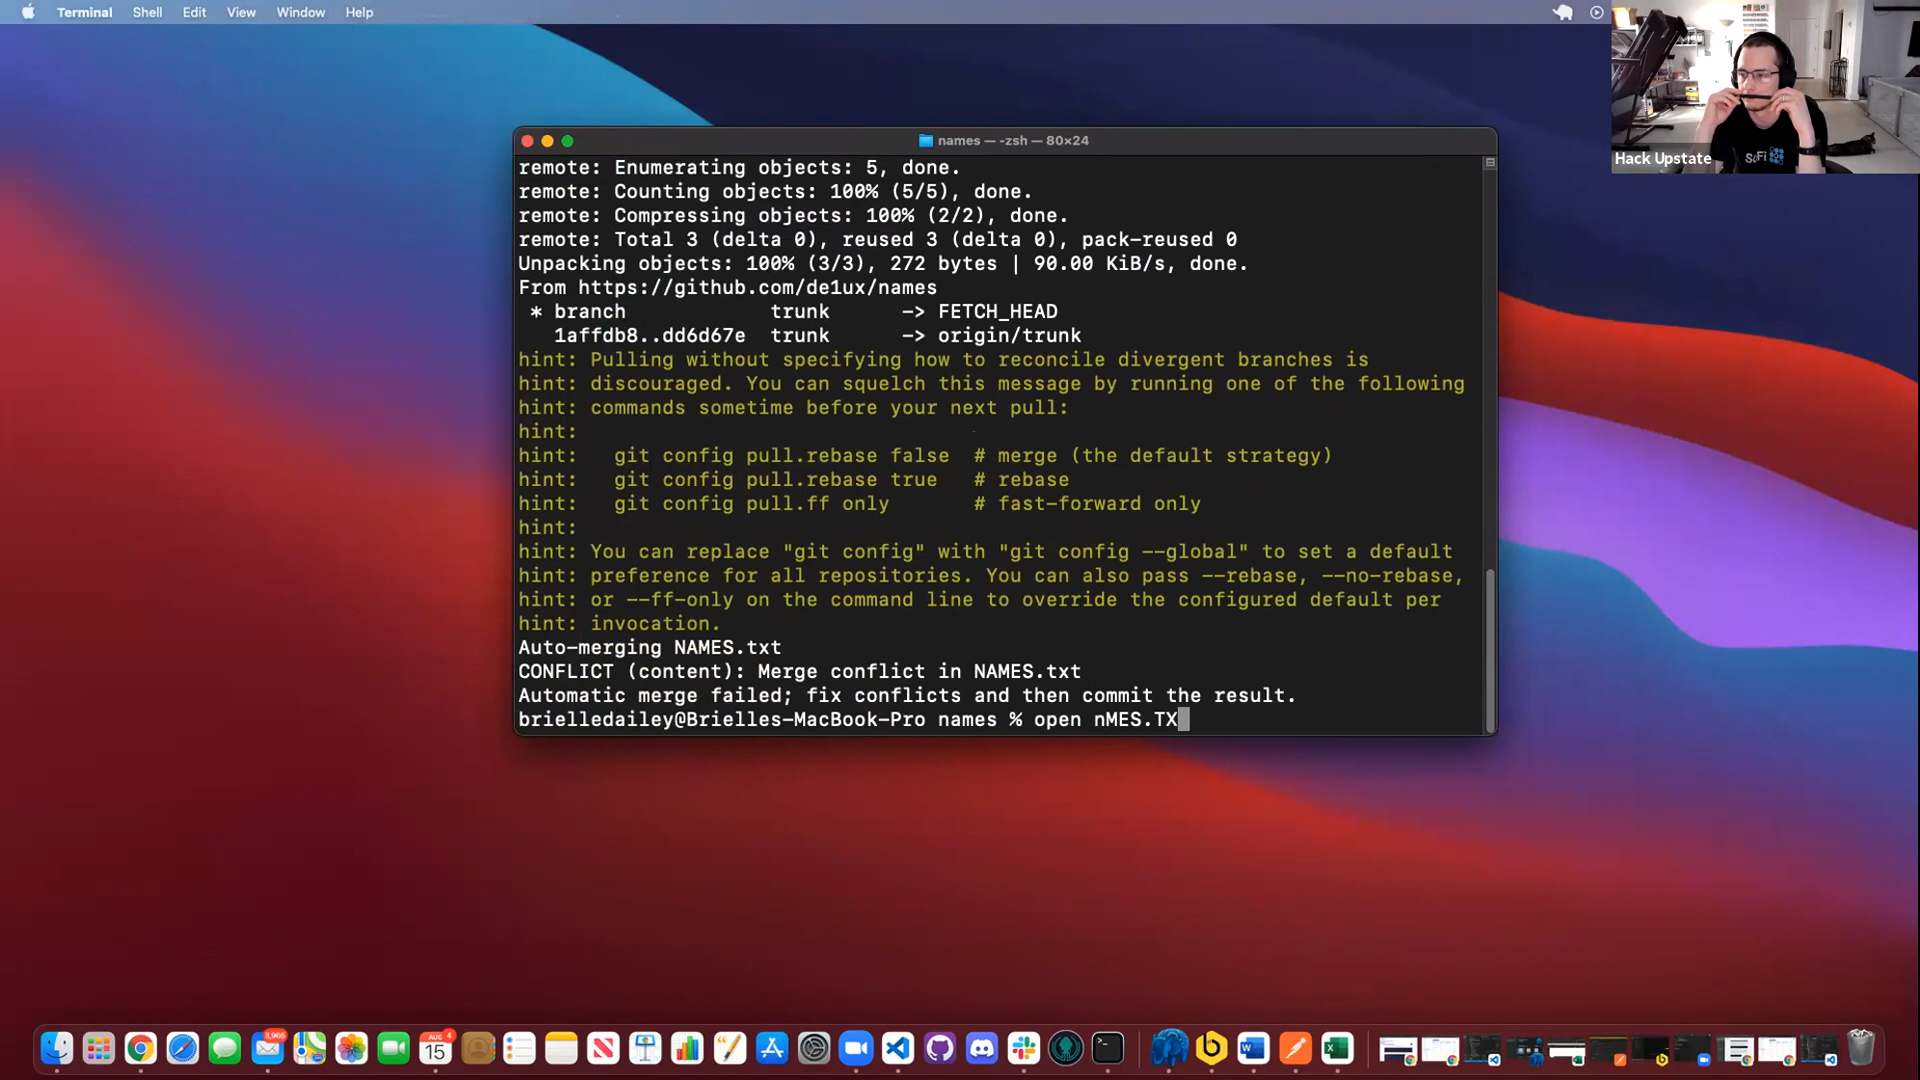 Terminal Shell Edit View Window Help
names — -zsh — 80×24
remote: Enumerating objects: 5, done.
remote: Counting objects: 100% (5/5), done.
remote: Compressing objects: 100% (2/2), done.
remote: Total 3 (delta 0), reused 3 (delta 0), pack-reused 0
Unpacking objects: 100% (3/3), 272 bytes | 90.00 KiB/s, done.
From https://github.com/de1ux/names
* branch trunk -> FETCH_HEAD
1affdb8..dd6d67e trunk -> origin/trunk
hint: Pulling without specifying how to reconcile divergent branches is
hint: discouraged. You can squelch this message by running one of the following
hint: commands sometime before your next pull:
hint:
hint: git config pull.rebase false # merge (the default strategy)
hint: git config pull.rebase true # rebase
hint: git config pull.ff only # fast-forward only
hint:
hint: You can replace "git config" with "git config --global" to set a default
hint: preference for all repositories. You can also pass --rebase, --no-rebase,
hint: or --ff-only on the command line to override the configured default per
hint: invocation.
Auto-merging NAMES.txt
CONFLICT (content): Merge conflict in NAMES.txt
Automatic merge failed; fix conflicts and then commit the result.
brielledailey@Brielles-MacBook-Pro names % open nMES.TX
SoFi
Hack Upstate
3,966
AUG
4
15